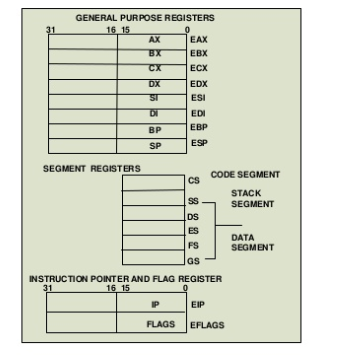 GENERAL PURPOSE REGISTERS
31 16 15 0
AX EAX
BX EBX
CX ECX
DX EDX
SI ESI
DI EDI
BP EBP
SP ESP
SEGMENT REGISTERS
CS CODE SEGMENT
SS STACK SEGMENT
DS
ES
FS DATA SEGMENT
GS
INSTRUCTION POINTER AND FLAG REGISTER
31 16 15 0
IP EIP
FLAGS EFLAGS